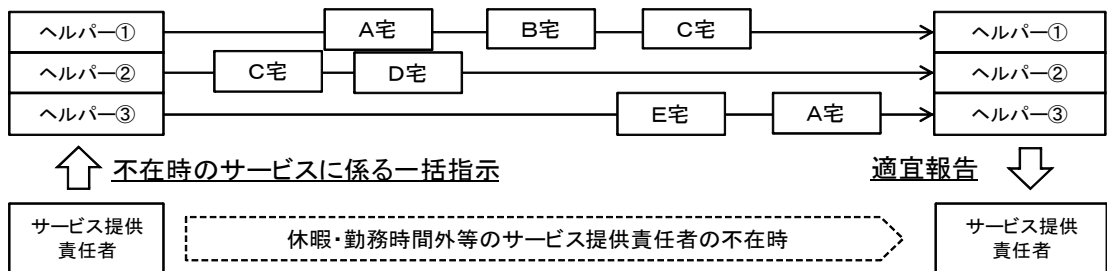 ヘルパー① A宅 B宅 C宅 ヘルパー①
ヘルパー② C宅 D宅 ヘルパー②
ヘルパー③ E宅 A宅 ヘルパー③
不在時のサービスに係る一括指示 適宜報告
サービス提供
責任者
休暇・勤務時間外等のサービス提供責任者の不在時
サービス提供
責任者